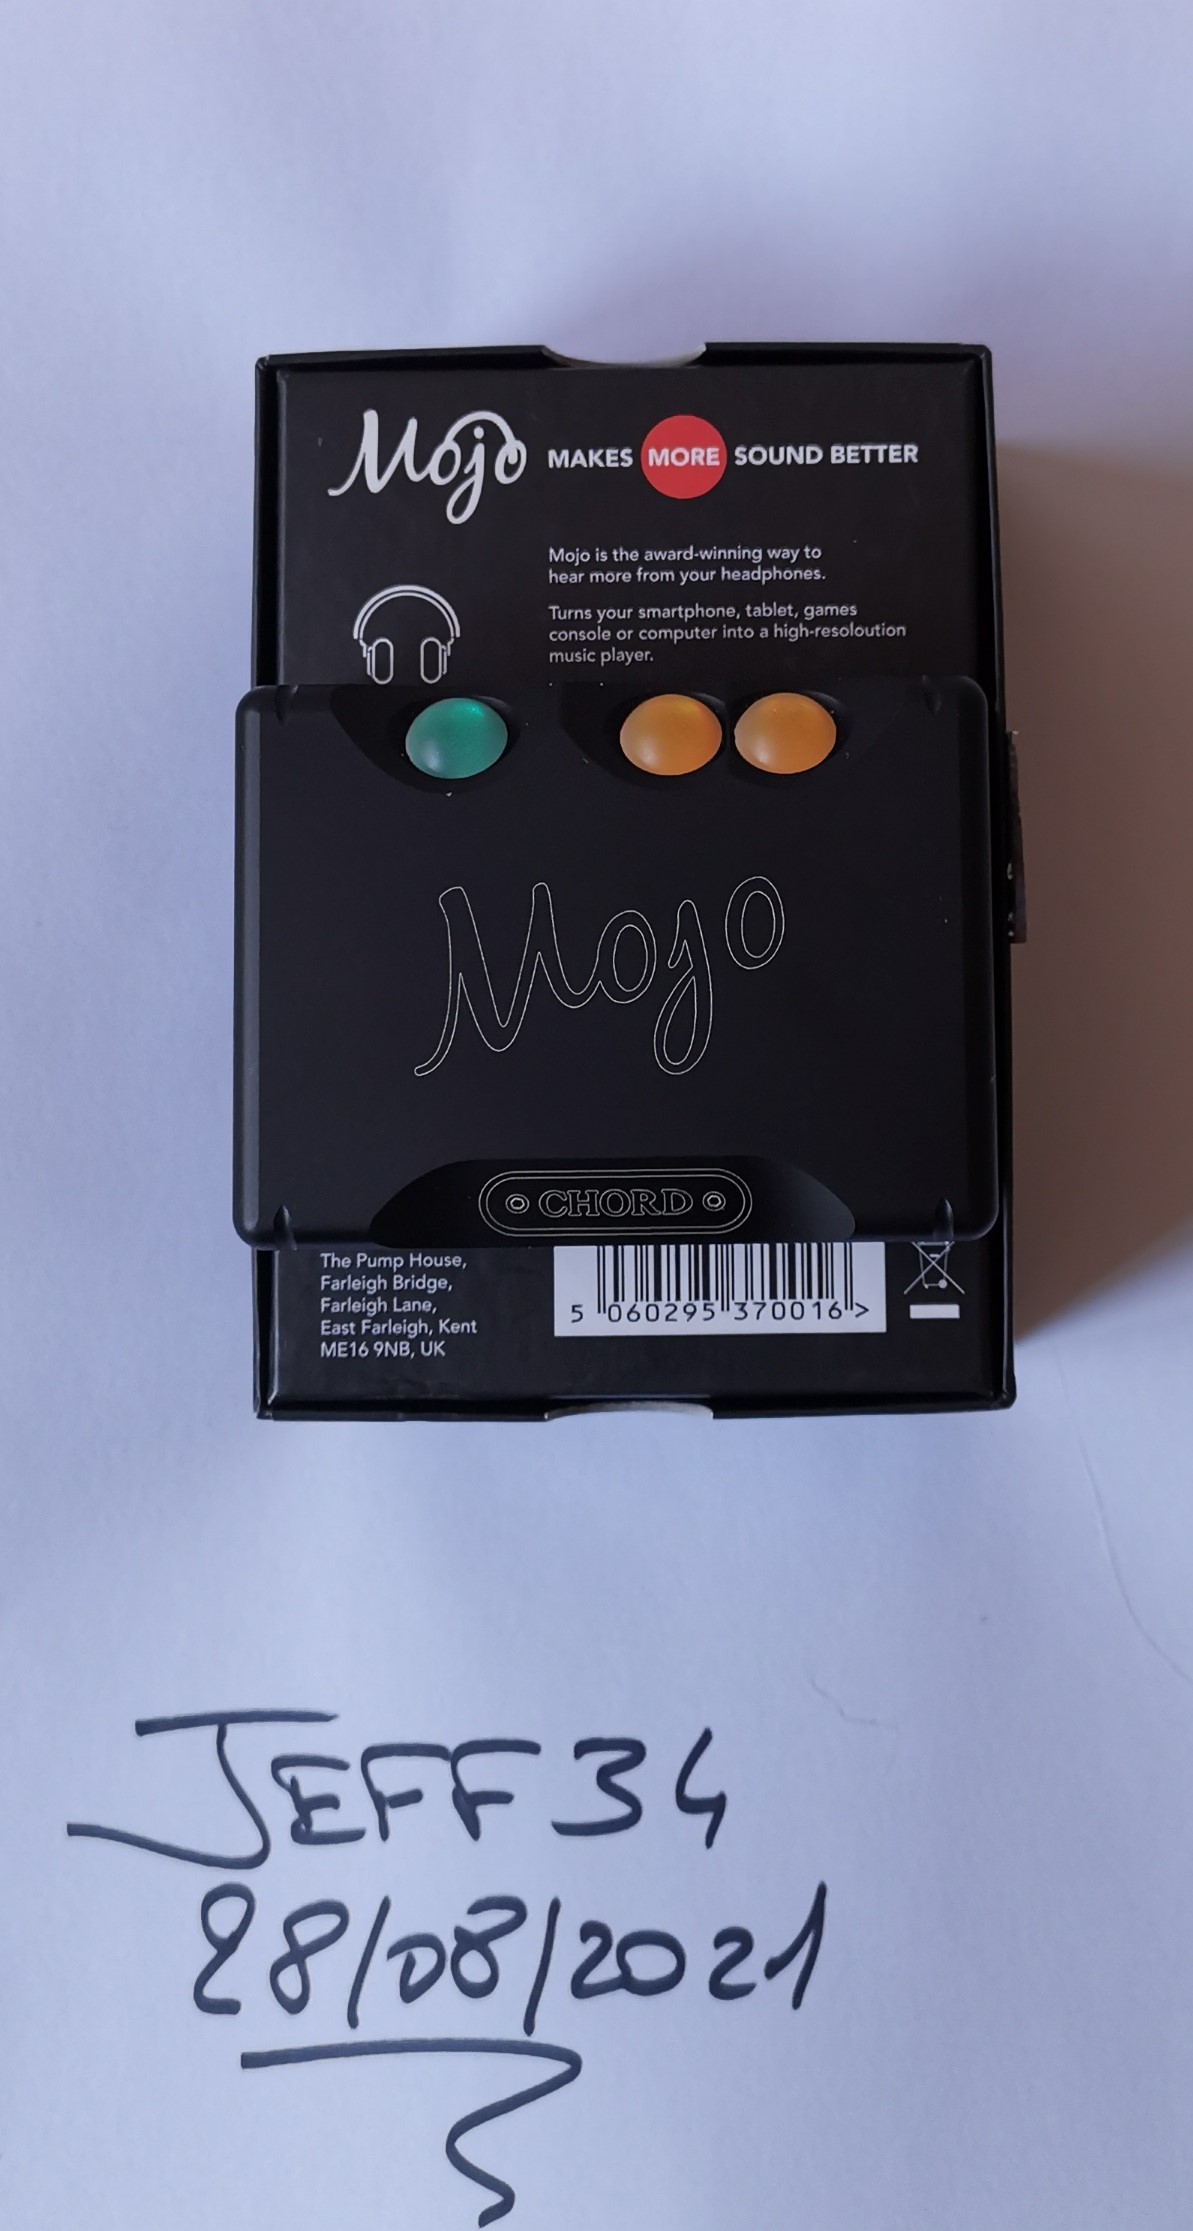 Mojo MAKES MORE SOUND BETTER
Mojo is the award-winning way to
hear more from your headphones.
Turns your smartphone, tablet, games
console or computer into a high-resoloution
music player.
Mojo
CHORD
The Pump House,
Farleigh Bridge,
Farleigh Lane,
East Farleigh, Kent
ME16 9NB, UK
5 060295 370016 >
JEFF34
28/08/2021